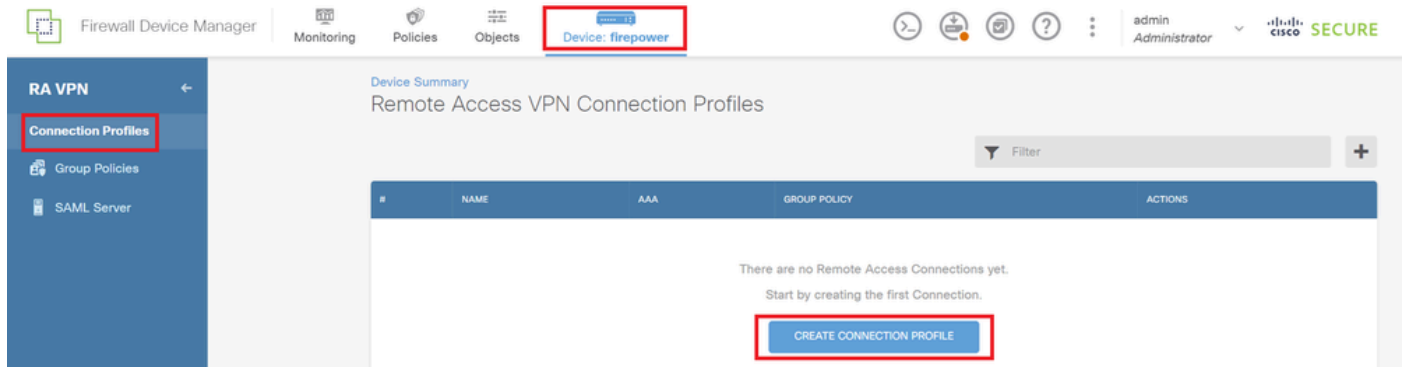 Firewall Device Manager
Monitoring
Policies
Objects
Device: firepower
admin
Administrator
cisco SECURE
RA VPN
Connection Profiles
Group Policies
SAML Server
Device Summary
Remote Access VPN Connection Profiles
Filter
# NAME AAA GROUP POLICY ACTIONS
There are no Remote Access Connections yet.
Start by creating the first Connection.
CREATE CONNECTION PROFILE